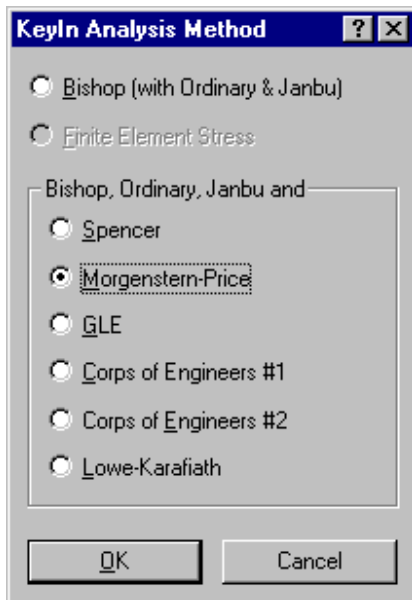 KeyIn Analysis Method
Bishop (with Ordinary & Janbu)
Finite Element Stress
Bishop, Ordinary, Janbu and
Spencer
Morgenstern-Price
GLE
Corps of Engineers #1
Corps of Engineers #2
Lowe-Karafiath
OK Cancel